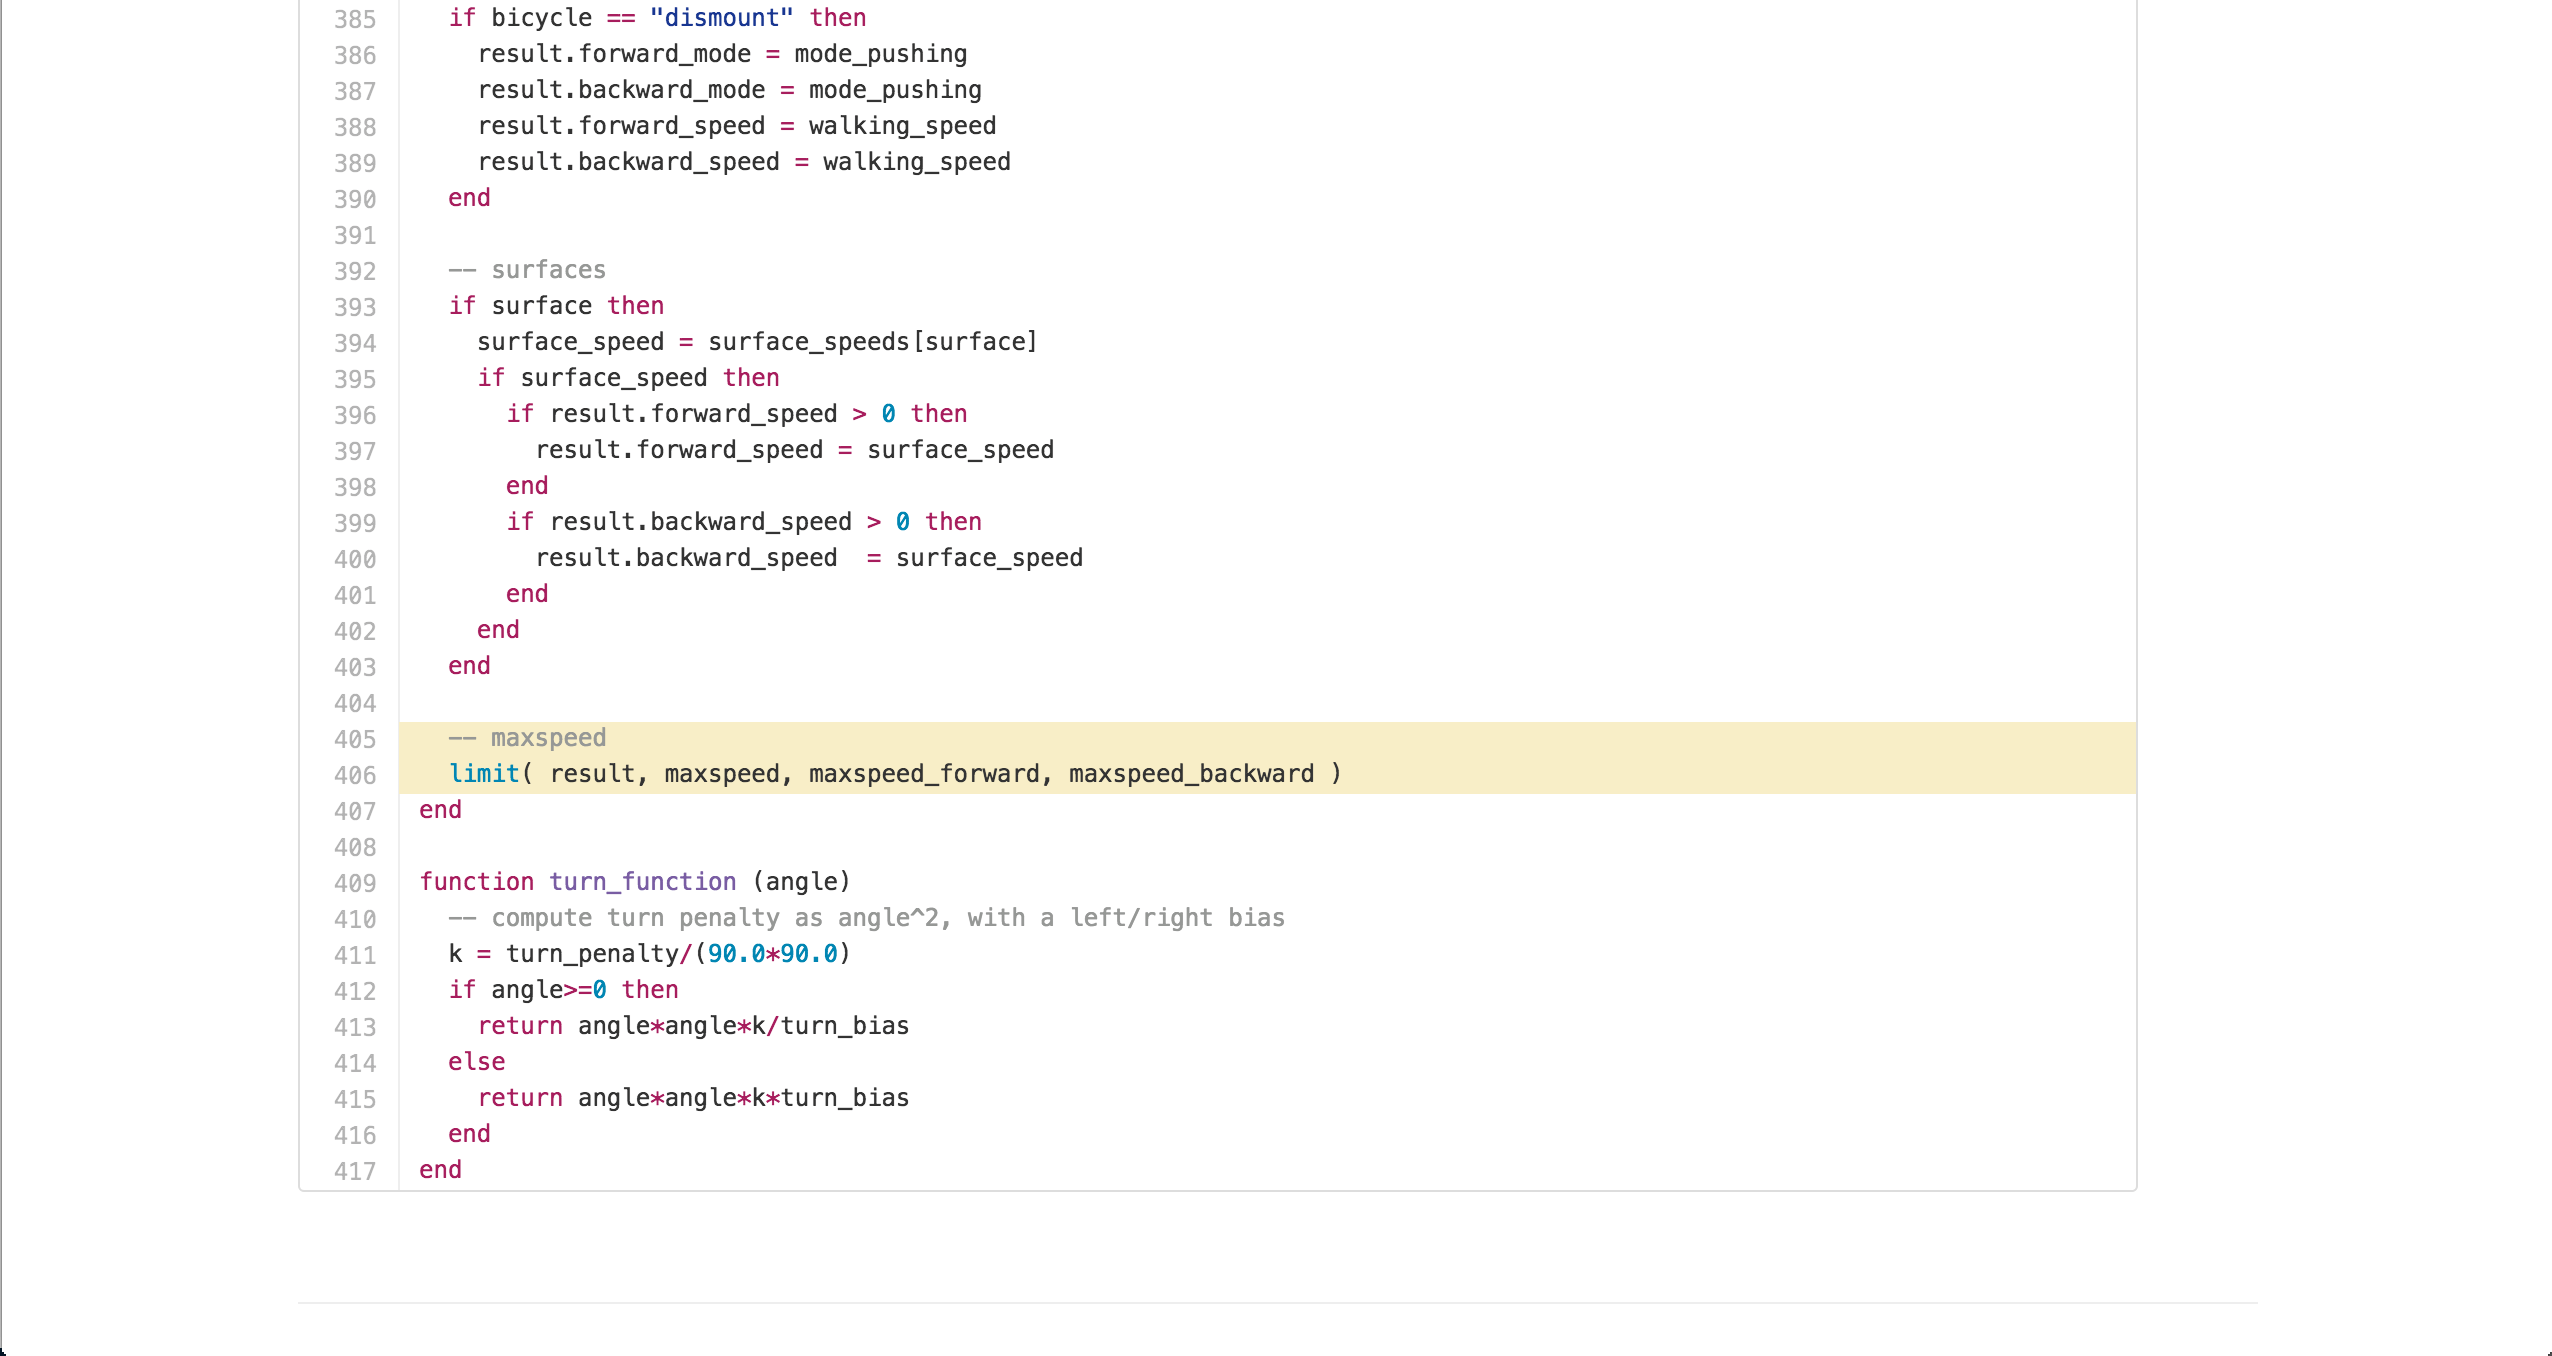 385 if bicycle == "dismount" then
386 result.forward_mode = mode_pushing
387 result.backward_mode = mode_pushing
388 result.forward_speed = walking_speed
389 result.backward_speed = walking_speed
390 end
391
392 -- surfaces
393 if surface then
394 surface_speed = surface_speeds[surface]
395 if surface_speed then
396 if result.forward_speed > 0 then
397 result.forward_speed = surface_speed
398 end
399 if result.backward_speed > 0 then
400 result.backward_speed  = surface_speed
401 end
402 end
403 end
404
405 -- maxspeed
406 limit( result, maxspeed, maxspeed_forward, maxspeed_backward )
407 end
408
409 function turn_function (angle)
410 -- compute turn penalty as angle^2, with a left/right bias
411 k = turn_penalty/(90.0*90.0)
412 if angle>=0 then
413 return angle*angle*k/turn_bias
414 else
415 return angle*angle*k*turn_bias
416 end
417 end